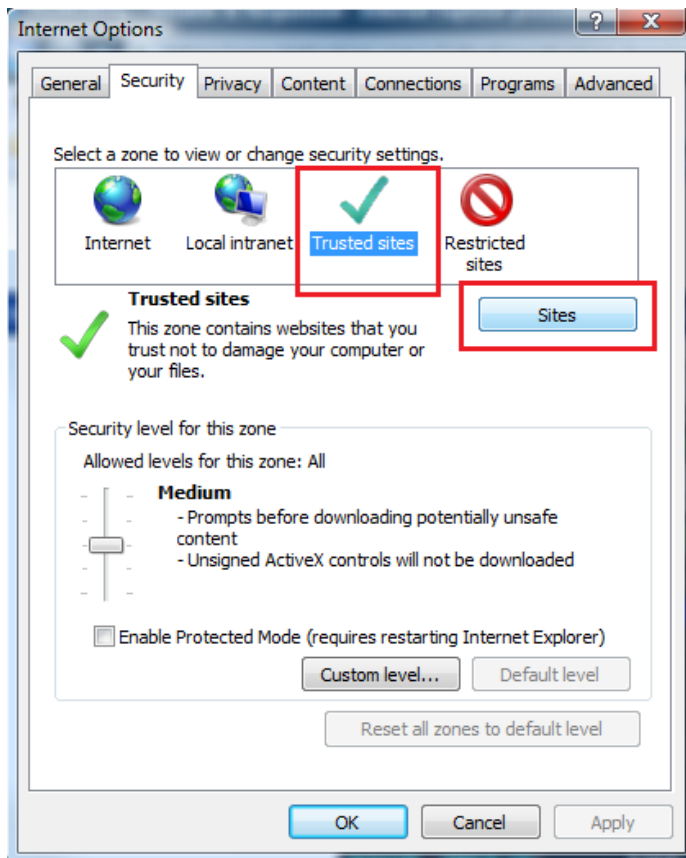 Internet Options
?
X
General Security Privacy Content Connections Programs Advanced
Select a zone to view or change security settings.
Internet Local intranet Trusted sites Restricted
sites
Trusted sites
Sites
This zone contains websites that you
trust not to damage your computer or
your files.
Security level for this zone
Allowed levels for this zone: All
Medium
- Prompts before downloading potentially unsafe
content
- Unsigned ActiveX controls will not be downloaded
Enable Protected Mode (requires restarting Internet Explorer)
Custom level... Default level
Reset all zones to default level
OK Cancel Apply